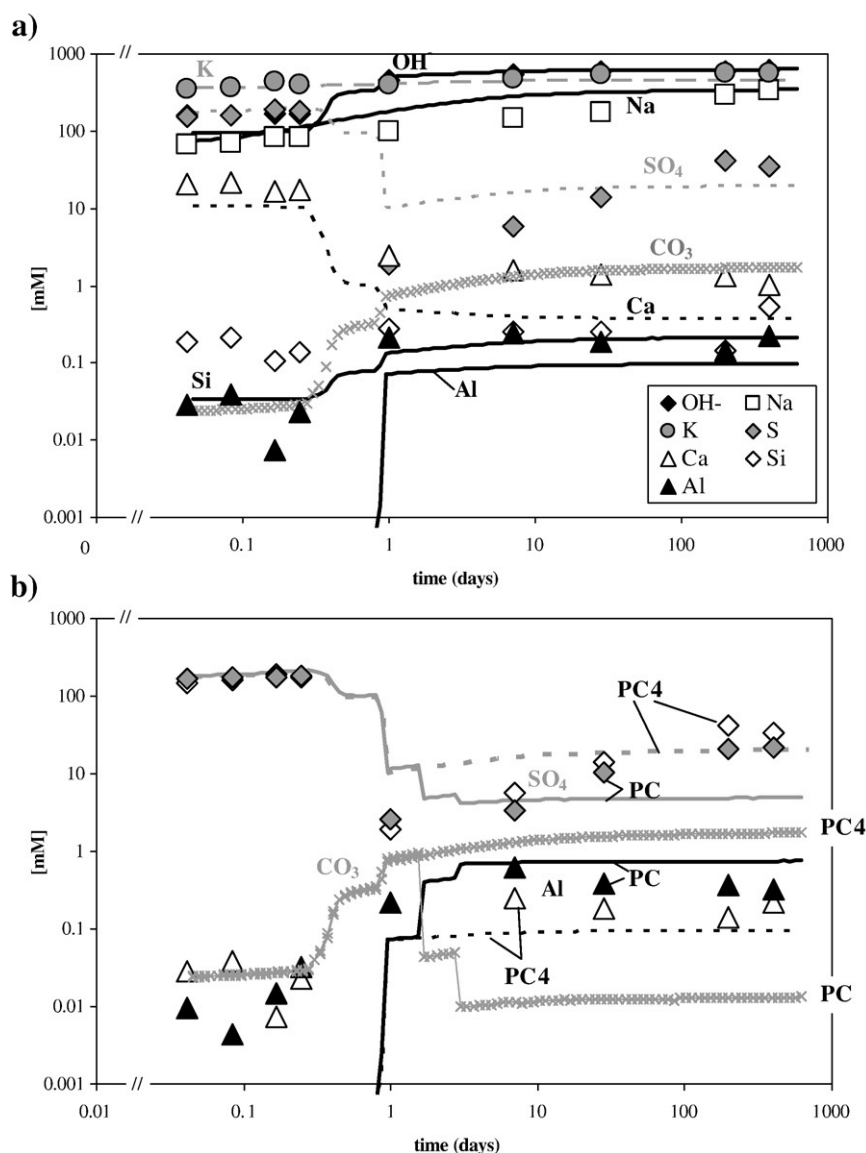 a)
//
1000
K
OH-
100
Na
SO4
10
[mM]
CO3
1
Ca
0.1
Si
Al
0.01
OH-
Na
K
S
Ca
Si
Al
0.001
//
0
0.1
1
10
100
1000
time (days)
b)
//
1000
100
PC4
10
SO4
PC
[mM]
1
PC4
CO3
Al
PC
0.1
PC4
PC
0.01
0.001
//
0.01
0.1
1
10
100
1000
time (days)